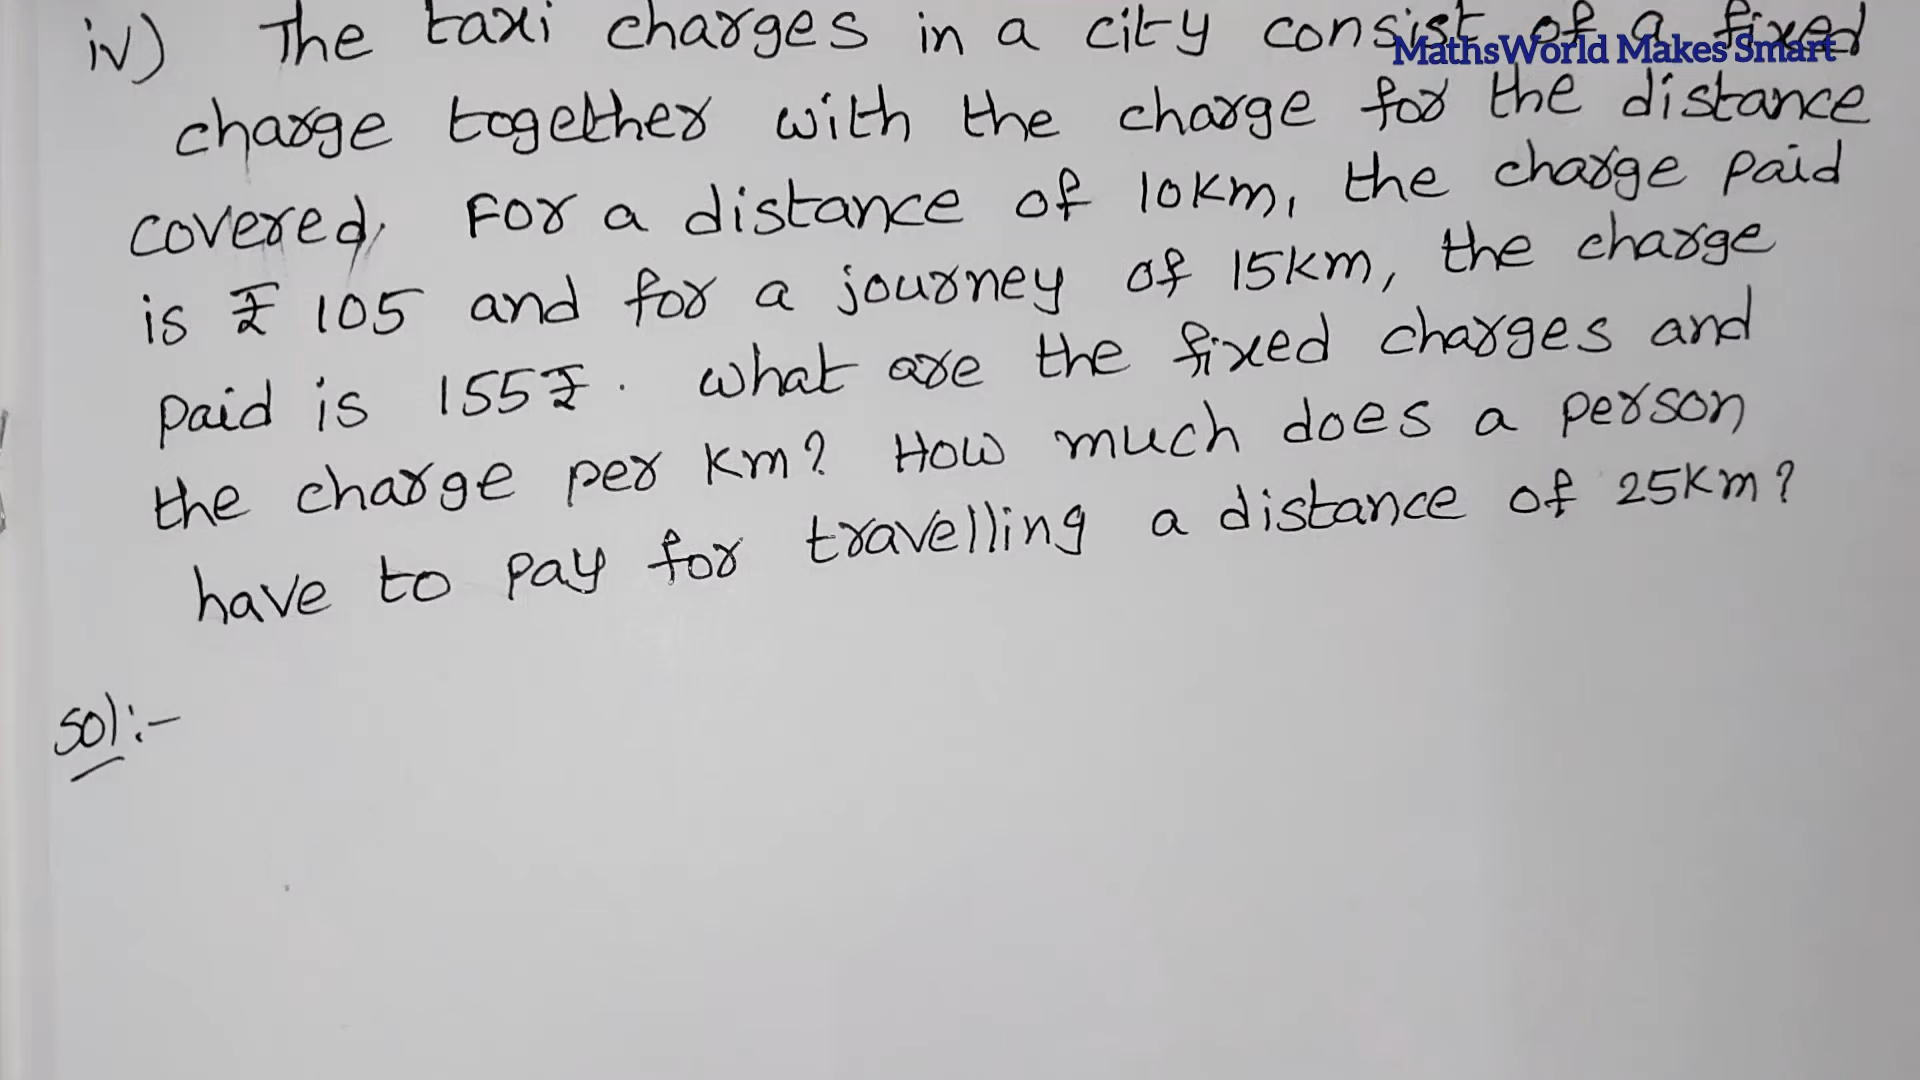 iv) The taxi charges in a city consist of a fixed
MathsWorld Makes Smart
charge together with the charge for the distance
covered. For a distance of 10km, the charge paid
is ₹ 105 and for a journey of 15km, the charge
paid is 155₹. what are the fixed charges and
the charge per km? How much does a person
have to pay for travelling a distance of 25km?
Sol:-